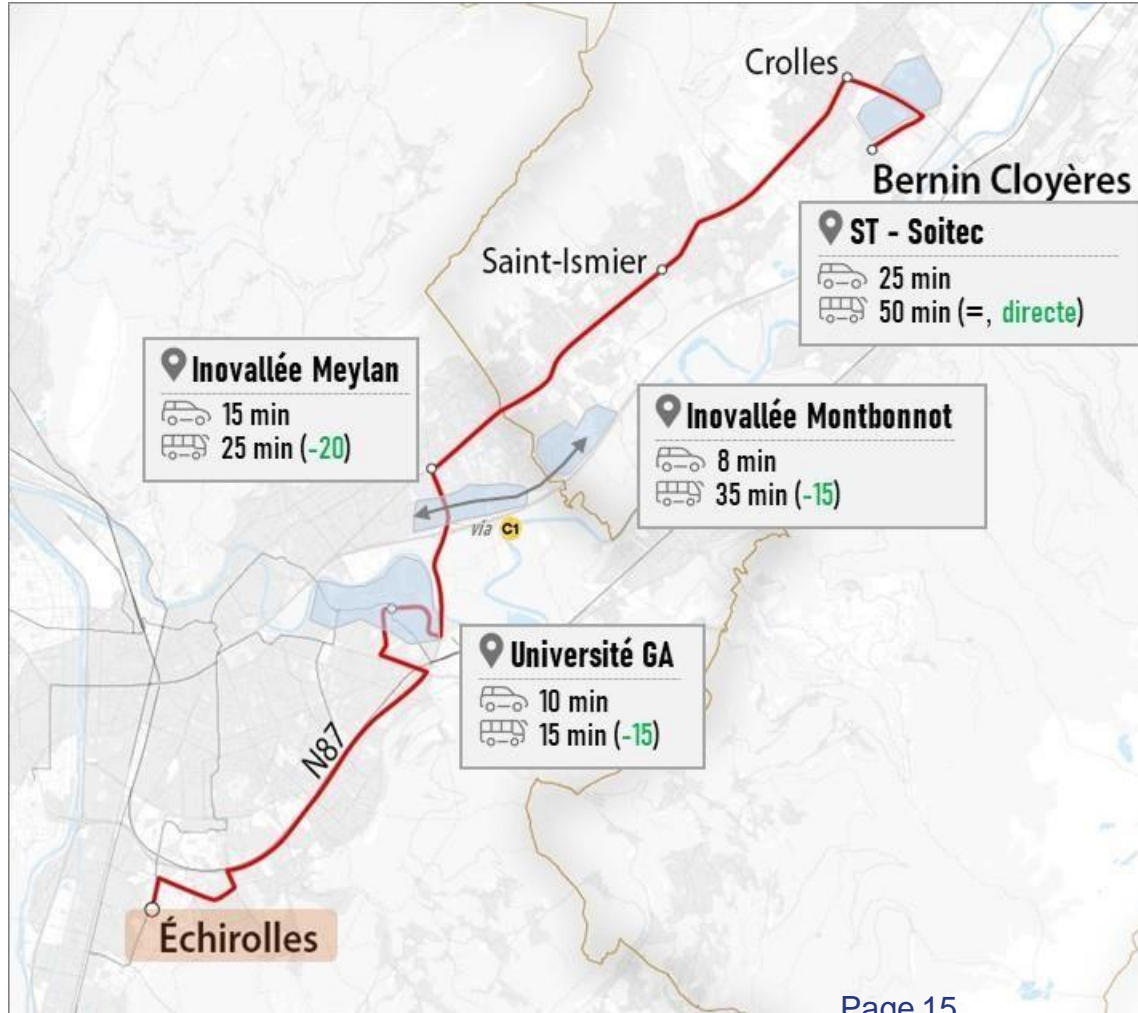 Crolles
Bernin Cloyères
ST - Soitec
25 min
50 min (=, directe)
Saint-Ismier
Inovallée Meylan
15 min
25 min (-20)
Inovallée Montbonnot
8 min
35 min (-15)
via C1
Université GA
10 min
15 min (-15)
N87
Échirolles
Page 15